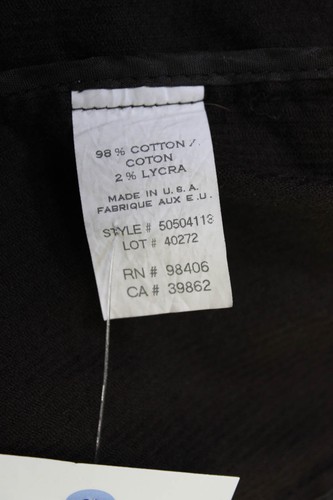 98% COTTON /
COTON
2% LYCRA
MADE IN U.S.A.
FABRIQUE AUX E.U.
STYLE # 50504113
LOT # 40272
RN # 98406
CA # 39862